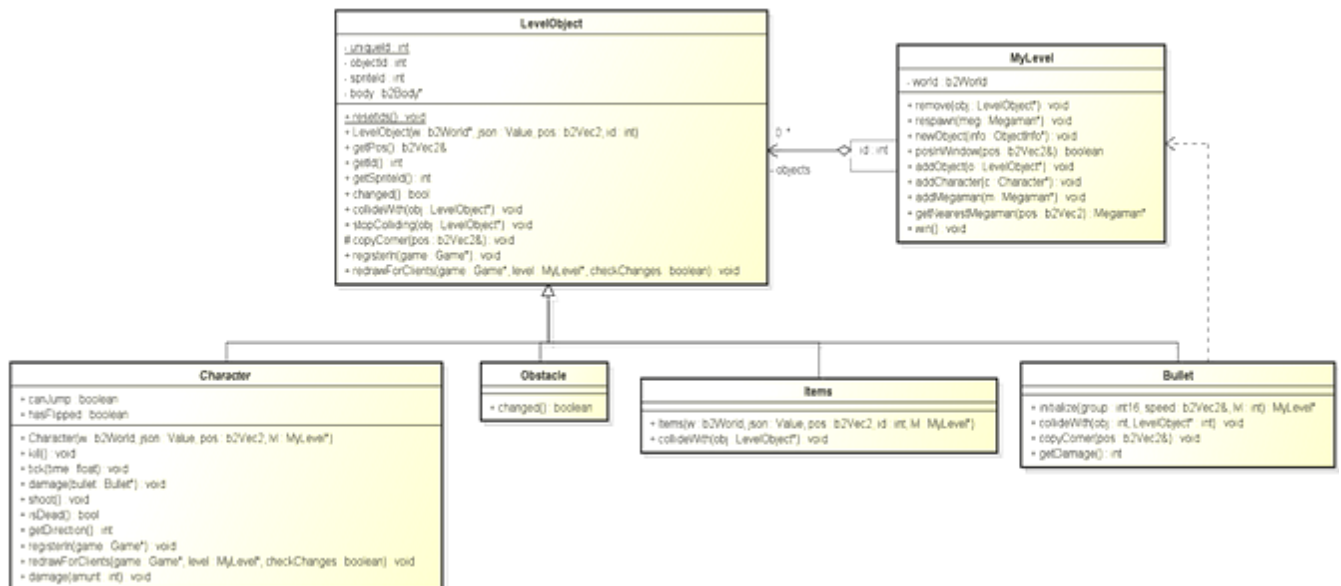 LevelObject
- uniqueId : int
- objectId : int
- spriteId : int
- body : b2Body*
+ resetIds() : void
+ LevelObject(w : b2World*, json : Value, pos : b2Vec2, id : int)
+ getPos() : b2Vec2&
+ getId() : int
+ getSpriteId() : int
+ changed() : bool
+ collideWith(obj : LevelObject*) : void
+ stopColliding(obj : LevelObject*) : void
# copyCorner(pos : b2Vec2&) : void
+ registerIn(game : Game*) : void
+ redrawForClients(game : Game*, level : MyLevel*, checkChanges : boolean) : void
MyLevel
- world : b2World
+ remove(obj : LevelObject*) : void
+ respawn(meg : Megaman*) : void
+ newObject(info : ObjectInfo*) : void
+ posInWindow(pos : b2Vec2&) : boolean
+ addObject(o : LevelObject*) : void
+ addCharacter(c : Character*) : void
+ addMegaman(m : Megaman*) : void
+ getNearestMegaman(pos : b2Vec2) : Megaman*
+ win() : void
0..*
- objects
id : int
Character
+ canJump : boolean
+ hasFlipped : boolean
+ Character(w : b2World, json : Value, pos : b2Vec2, lvl : MyLevel*)
+ kill() : void
+ tick(time : float) : void
+ damage(bullet : Bullet*) : void
+ shoot() : void
+ isDead() : bool
+ getDirection() : int
+ registerIn(game : Game*) : void
+ redrawForClients(game : Game*, level : MyLevel*, checkChanges : boolean) : void
+ damage(amunt : int) : void
Obstacle
+ changed() : boolean
Items
+ Items(w : b2World, json : Value, pos : b2Vec2, id : int, lvl : MyLevel*)
+ collideWith(obj : LevelObject*) : void
Bullet
+ initialize(group : int16, speed : b2Vec2&, lvl : int) : MyLevel*
+ collideWith(obj : int, LevelObject* : int) : void
+ copyCorner(pos : b2Vec2&) : void
+ getDamage() : int